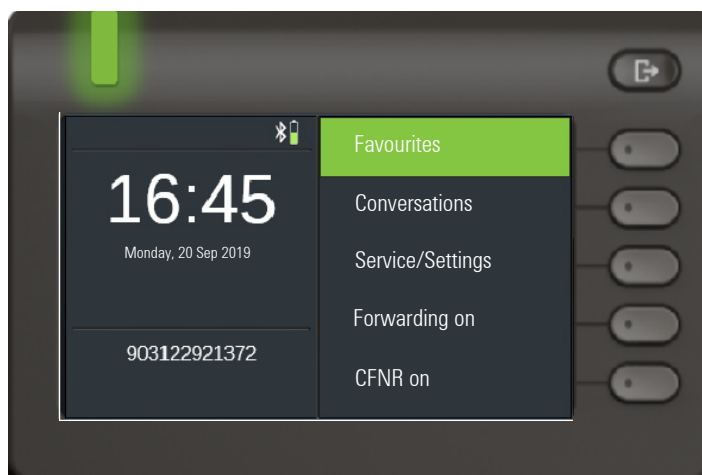 16:45
Monday, 20 Sep 2019
903122921372
Favourites
Conversations
Service/Settings
Forwarding on
CFNR on